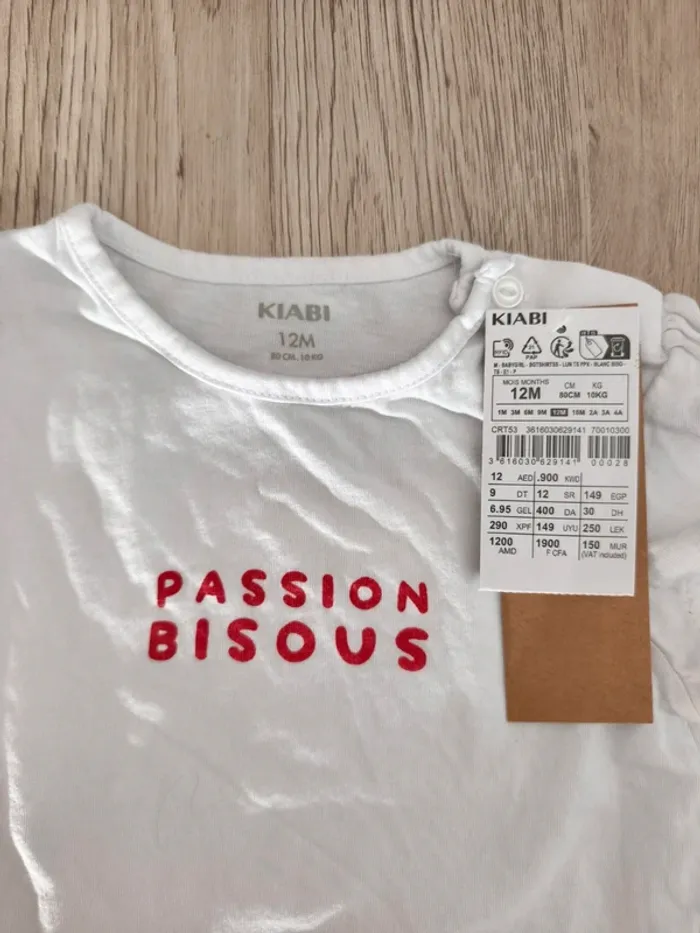 KIABI
12M
80 CM. 10 KG
PASSION
BISOUS
KIABI
PAP
MOIS MONTHS CM KG
12M 80CM 10KG
1M 3M 6M 9M 12M 18M 2A 3A 4A
CRT53 3616030629141 70010300
3 616030 629141 00028
12 AED .900 KWD
9 DT 12 SR 149 EGP
6.95 GEL 400 DA 30 DH
290 XPF 149 UYU 250 LEK
1200 AMD 1900 F CFA 150 MUR
(VAT included)